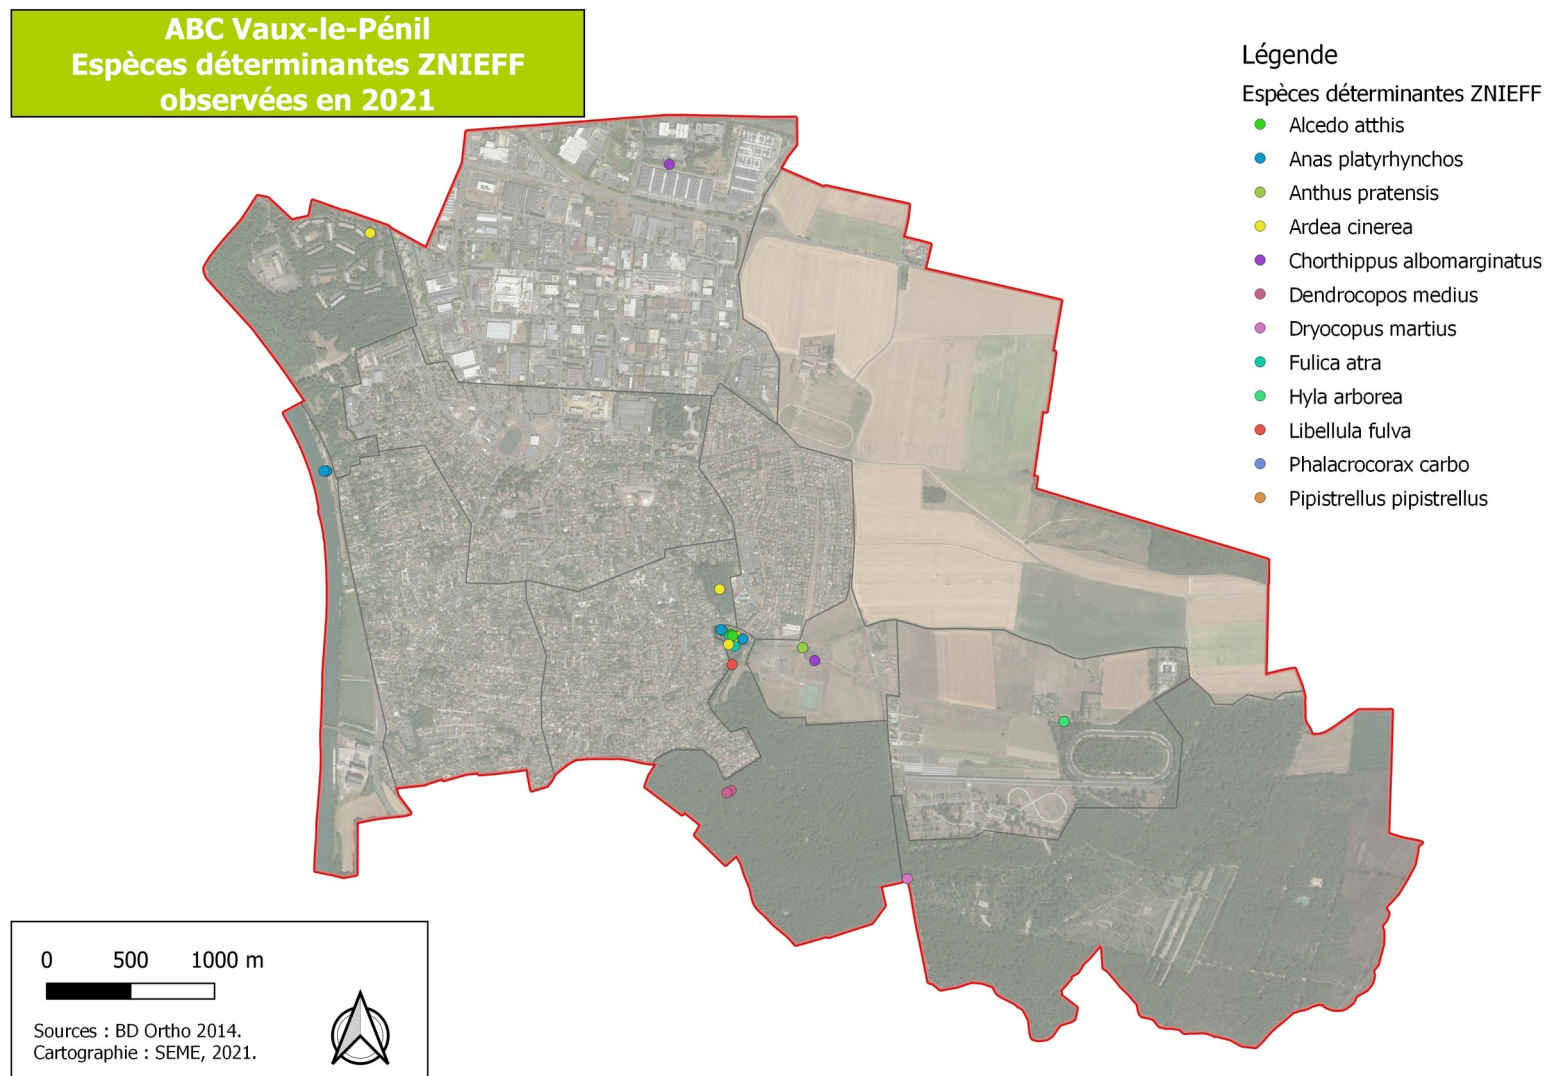 ABC Vaux-le-Pénil
Espèces déterminantes ZNIEFF
observées en 2021
Légende
Espèces déterminantes ZNIEFF
Alcedo atthis
Anas platyrhynchos
Anthus pratensis
Ardea cinerea
Chorthippus albomarginatus
Dendrocopos medius
Dryocopus martius
Fulica atra
Hyla arborea
Libellula fulva
Phalacrocorax carbo
Pipistrellus pipistrellus
0 500 1000 m
Sources : BD Ortho 2014.
Cartographie : SEME, 2021.